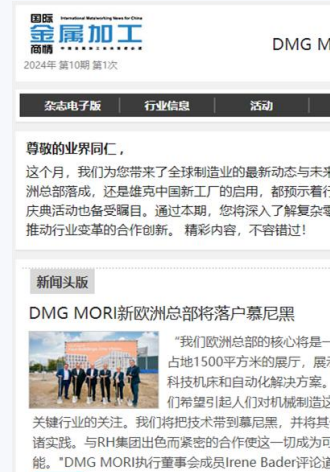 国际
商情
International Metalworking News for China
金属加工
DMG M
2024年 第10期 第1次
杂志电子版
行业信息
活动
尊敬的业界同仁 ,
这个月，我们为您带来了全球制造业的最新动态与未来
洲总部落成，还是雄克中国新工厂的启用，都预示着行
庆典活动也备受瞩目。通过本期，您将深入了解复杂零
推动行业变革的合作创新。 精彩内容，不容错过！
新闻头版
DMG MORI新欧洲总部将落户慕尼黑
“我们欧洲总部的核心将是一
占地1500平方米的展厅，展示
科技机床和自动化解决方案。
们希望引起人们对机械制造这
关键行业的关注。我们将把技术带到慕尼黑，并将其
诸实践。与RH集团出色而紧密的合作使这一切成为可
能。"DMG MORI执行董事会成员Irene Bader评论道